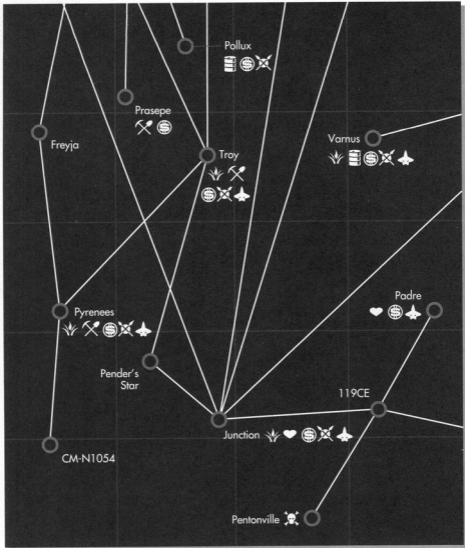 Pollux
Prasepe
Freyja
Troy
Varnus
Pyrenees
Padre
Pender's
Star
119CE
Junction
CM-N1054
Pentonville